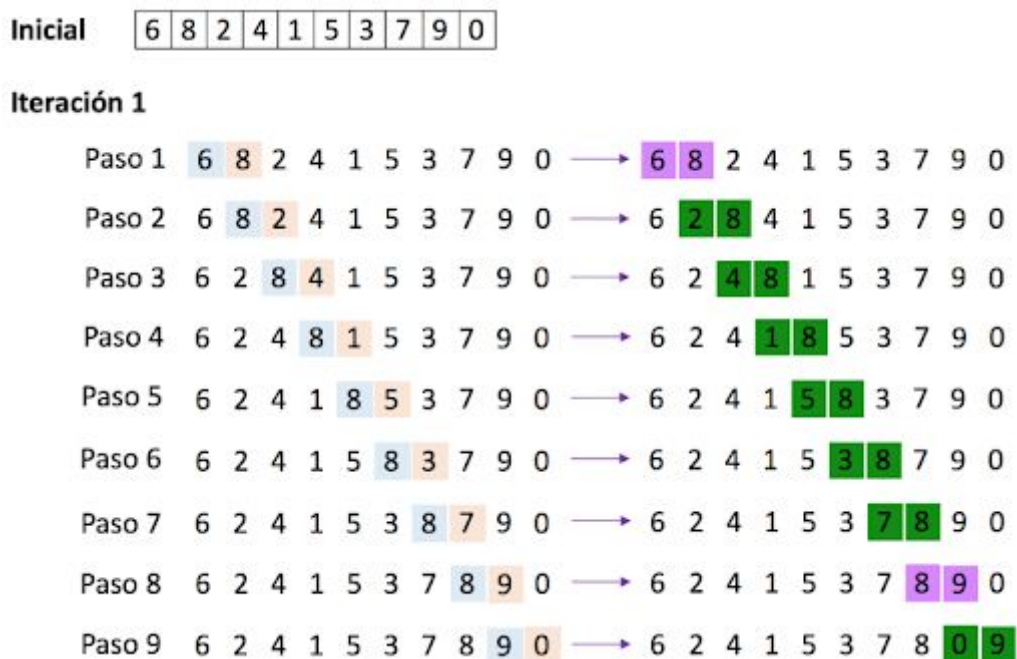 Inicial 6 8 2 4 1 5 3 7 9 0
Iteración 1
Paso 1 6 8 2 4 1 5 3 7 9 0 → 6 8 2 4 1 5 3 7 9 0
Paso 2 6 8 2 4 1 5 3 7 9 0 → 6 2 8 4 1 5 3 7 9 0
Paso 3 6 2 8 4 1 5 3 7 9 0 → 6 2 4 8 1 5 3 7 9 0
Paso 4 6 2 4 8 1 5 3 7 9 0 → 6 2 4 1 8 5 3 7 9 0
Paso 5 6 2 4 1 8 5 3 7 9 0 → 6 2 4 1 5 8 3 7 9 0
Paso 6 6 2 4 1 5 8 3 7 9 0 → 6 2 4 1 5 3 8 7 9 0
Paso 7 6 2 4 1 5 3 8 7 9 0 → 6 2 4 1 5 3 7 8 9 0
Paso 8 6 2 4 1 5 3 7 8 9 0 → 6 2 4 1 5 3 7 8 9 0
Paso 9 6 2 4 1 5 3 7 8 9 0 → 6 2 4 1 5 3 7 8 0 9